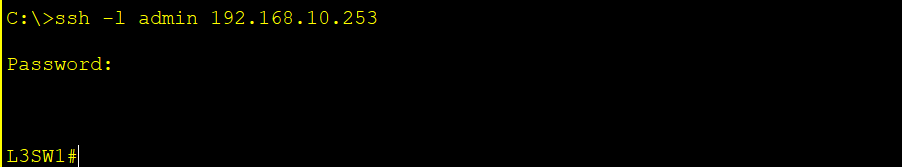 C:\>ssh -l admin 192.168.10.253
Password:
L3SW1#